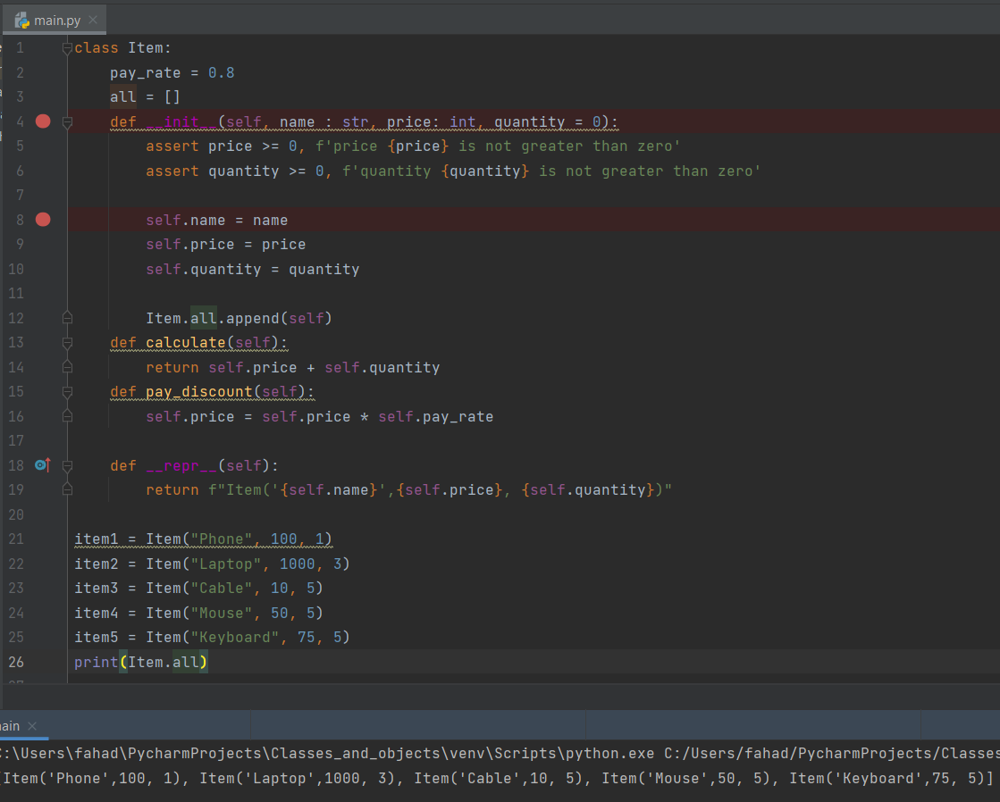 main.py
1 class Item:
2     pay_rate = 0.8
3     all = []
4     def __init__(self, name : str, price: int, quantity = 0):
5         assert price >= 0, f'price {price} is not greater than zero'
6         assert quantity >= 0, f'quantity {quantity} is not greater than zero'
7
8         self.name = name
9         self.price = price
10         self.quantity = quantity
11
12         Item.all.append(self)
13     def calculate(self):
14         return self.price + self.quantity
15     def pay_discount(self):
16         self.price = self.price * self.pay_rate
17
18     def __repr__(self):
19         return f"Item('{self.name}',{self.price}, {self.quantity})"
20
21 item1 = Item("Phone", 100, 1)
22 item2 = Item("Laptop", 1000, 3)
23 item3 = Item("Cable", 10, 5)
24 item4 = Item("Mouse", 50, 5)
25 item5 = Item("Keyboard", 75, 5)
26 print(Item.all)
ain
:\Users\fahad\PycharmProjects\Classes_and_objects\venv\Scripts\python.exe C:/Users/fahad/PycharmProjects/Classes
Item('Phone',100, 1), Item('Laptop',1000, 3), Item('Cable',10, 5), Item('Mouse',50, 5), Item('Keyboard',75, 5)]